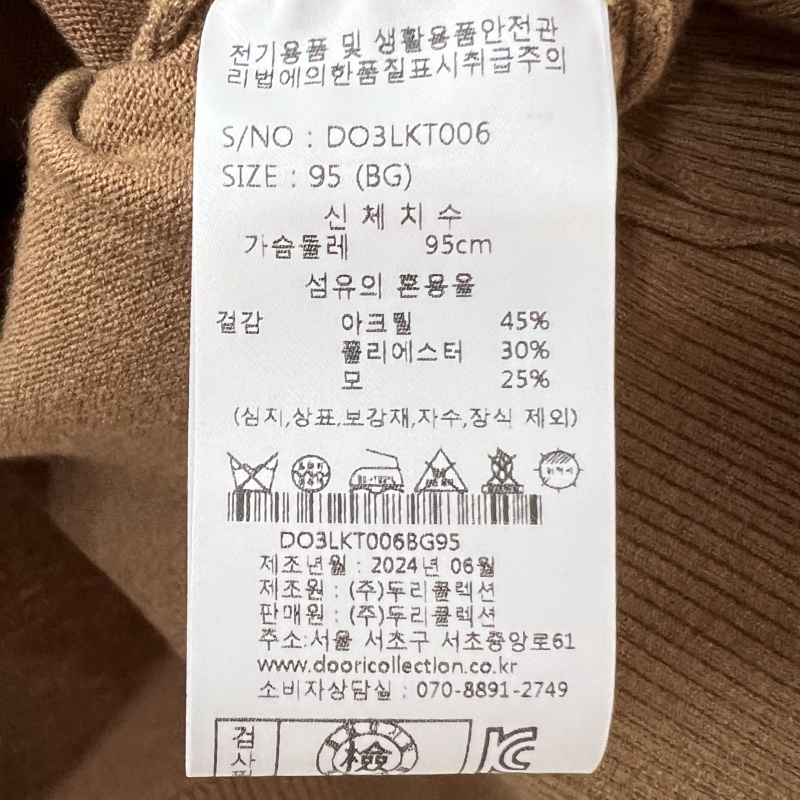 전기용품 및 생활용품안전관
리법에의한품질표시취급주의
S/NO : DO3LKT006
SIZE : 95 (BG)
신 체 치 수
가슴둘레 95cm
섬유의 혼용율
겉감 아크릴 45%
폴리에스터 30%
모 25%
(심지,상표,보강재,자수,장식 제외)
DO3LKT006BG95
제조년월 : 2024년 06월
제조원 : (주)두리콜렉션
판매원 : (주)두리콜렉션
주소:서울 서초구 서초중앙로61
www.dooricollection.co.kr
소비자상담실 : 070-8891-2749
검 檢
사